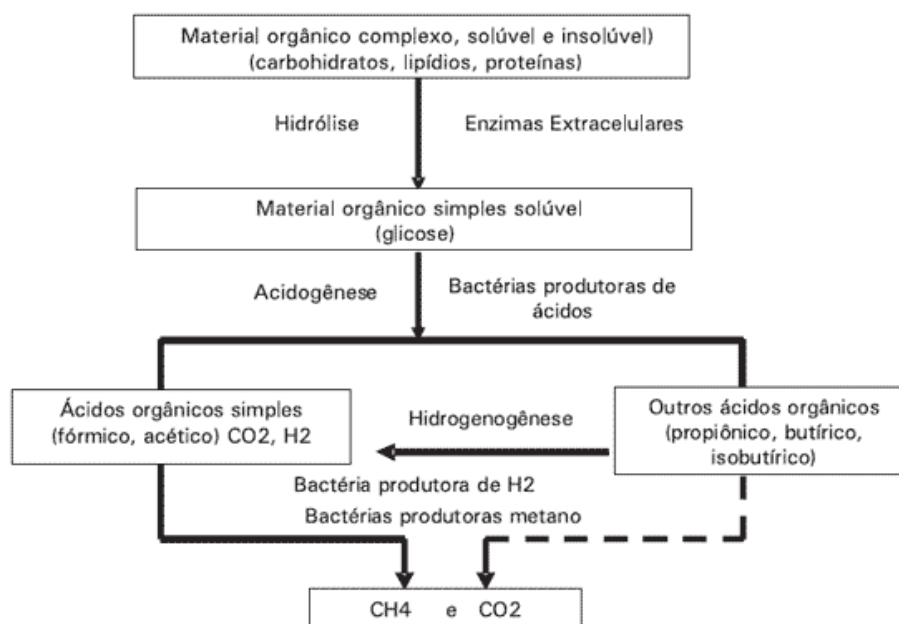 Material orgânico complexo, solúvel e insolúvel)
(carbohidratos, lipídios, proteínas)
Hidrólise
Enzimas Extracelulares
Material orgânico simples solúvel
(glicose)
Acidogênese
Bactérias produtoras de
ácidos
Ácidos orgânicos simples
(fórmico, acético) CO2, H2
Hidrogenogênese
Outros ácidos orgânicos
(propiônico, butírico,
isobutírico)
Bactéria produtora de H2
Bactérias produtoras metano
CH4 e CO2